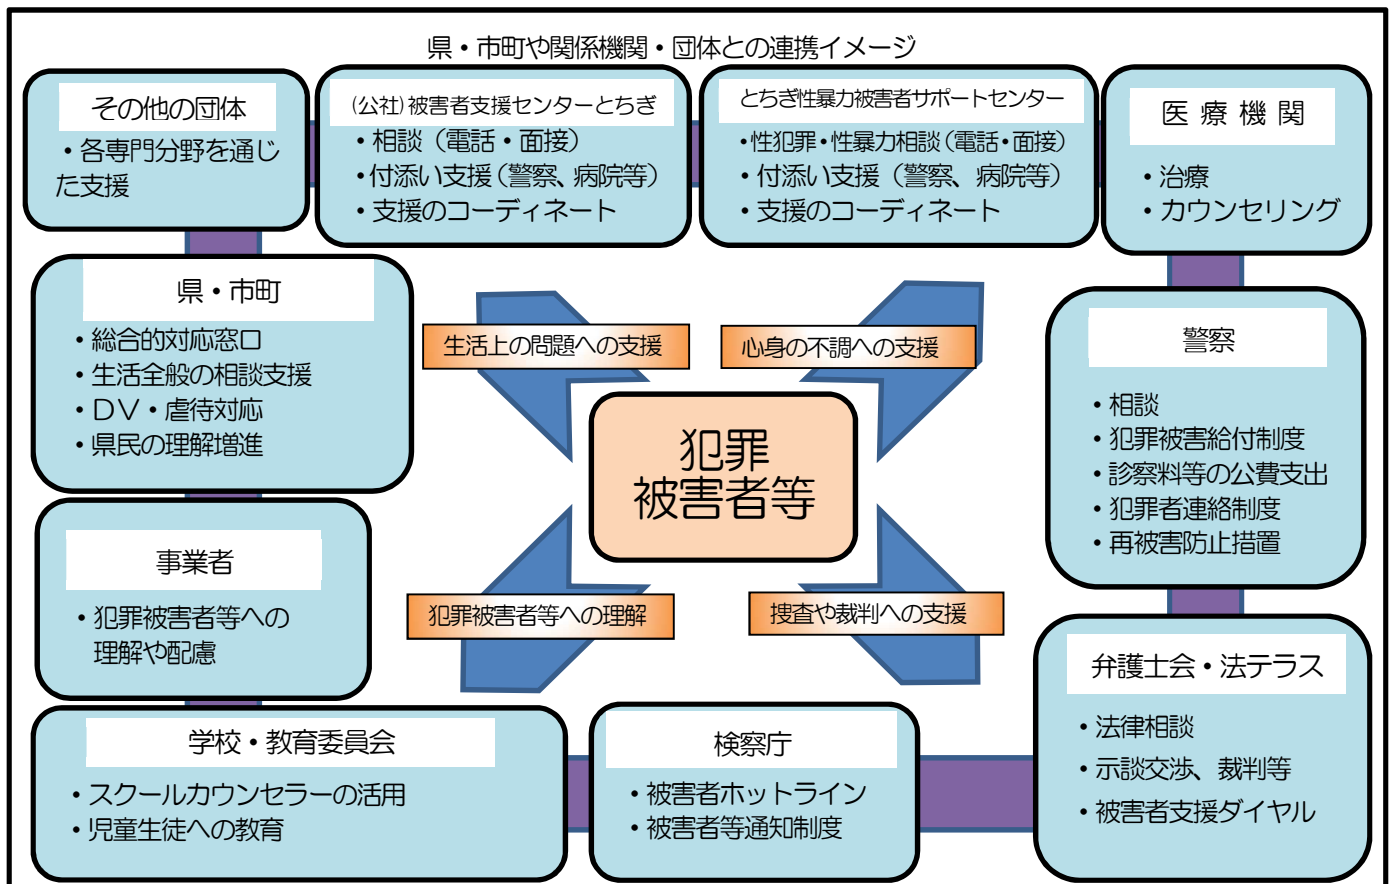 県・市町や関係機関・団体との連携イメージ
その他の団体
・各専門分野を通じ
た支援
(公社)被害者支援センターとちぎ
・相談（電話・面接）
・付添い支援（警察、病院等）
・支援のコーディネート
とちぎ性暴力被害者サポートセンター
・性犯罪・性暴力相談（電話・面接）
・付添い支援（警察、病院等）
・支援のコーディネート
医療機関
・治療
・カウンセリング
県・市町
・総合的対応窓口
・生活全般の相談支援
・ＤＶ・虐待対応
・県民の理解増進
生活上の問題への支援
心身の不調への支援
警察
・相談
・犯罪被害給付制度
・診察料等の公費支出
・犯罪者連絡制度
・再被害防止措置
犯罪
被害者等
事業者
・犯罪被害者等への
理解や配慮
犯罪被害者等への理解
捜査や裁判への支援
弁護士会・法テラス
・法律相談
・示談交渉、裁判等
・被害者支援ダイヤル
学校・教育委員会
・スクールカウンセラーの活用
・児童生徒への教育
検察庁
・被害者ホットライン
・被害者等通知制度